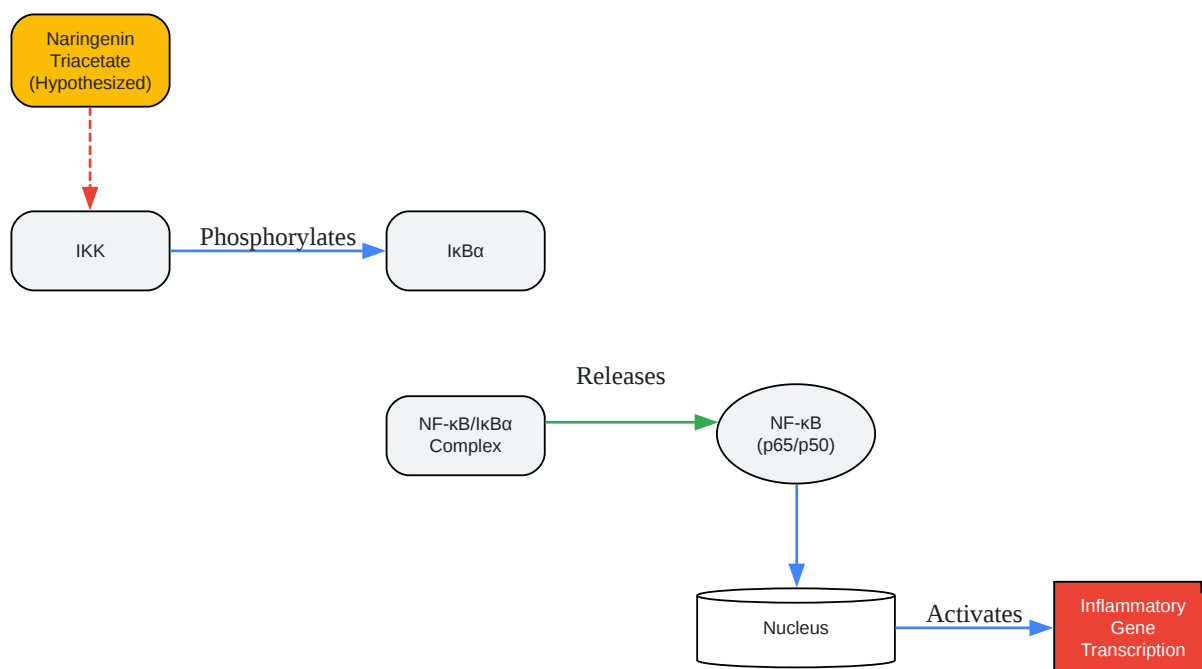 Naringenin
Triacetate
(Hypothesized)
IKK
Phosphorylates
IκBα
Releases
NF-κB/IκBα
Complex
NF-κB
(p65/p50)
Nucleus
Activates
Inflammatory
Gene
Transcription